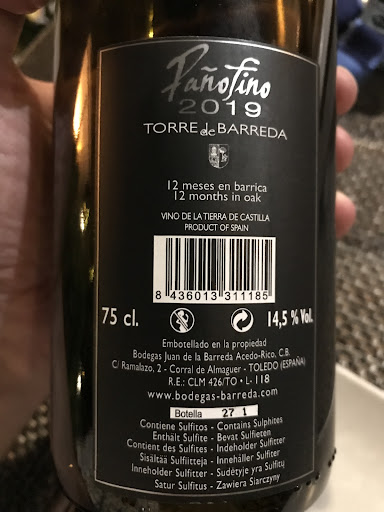 Pañofino
2019
TORRE de BARREDA
12 meses en barrica
12 months in oak
VINO DE LA TIERRA DE CASTILLA
PRODUCT OF SPAIN
8 436013 311185
75 cl. 14,5 % Vol.
Embotellado en la propiedad
Bodegas Juan de la Barreda Acedo-Rico, C.B.
C/ Ramalazo, 2 - Corral de Almaguer - TOLEDO (ESPAÑA)
R.E.: CLM 426/TO • L- 118
www.bodegas-barreda.com
Botella 27 1
Contiene Sulfitos - Contains Sulphites
Enthält Sulfite - Bevat Sulfieten
Contient des Sulfites - Indeholder Sulfitter
Sisältää Sulfiitteja - Innehåller Sulfiter
Inneholder Sulfitter - Sudėtyje yra Sulfitų
Satur Sulfitus - Zawiera Siarczyny